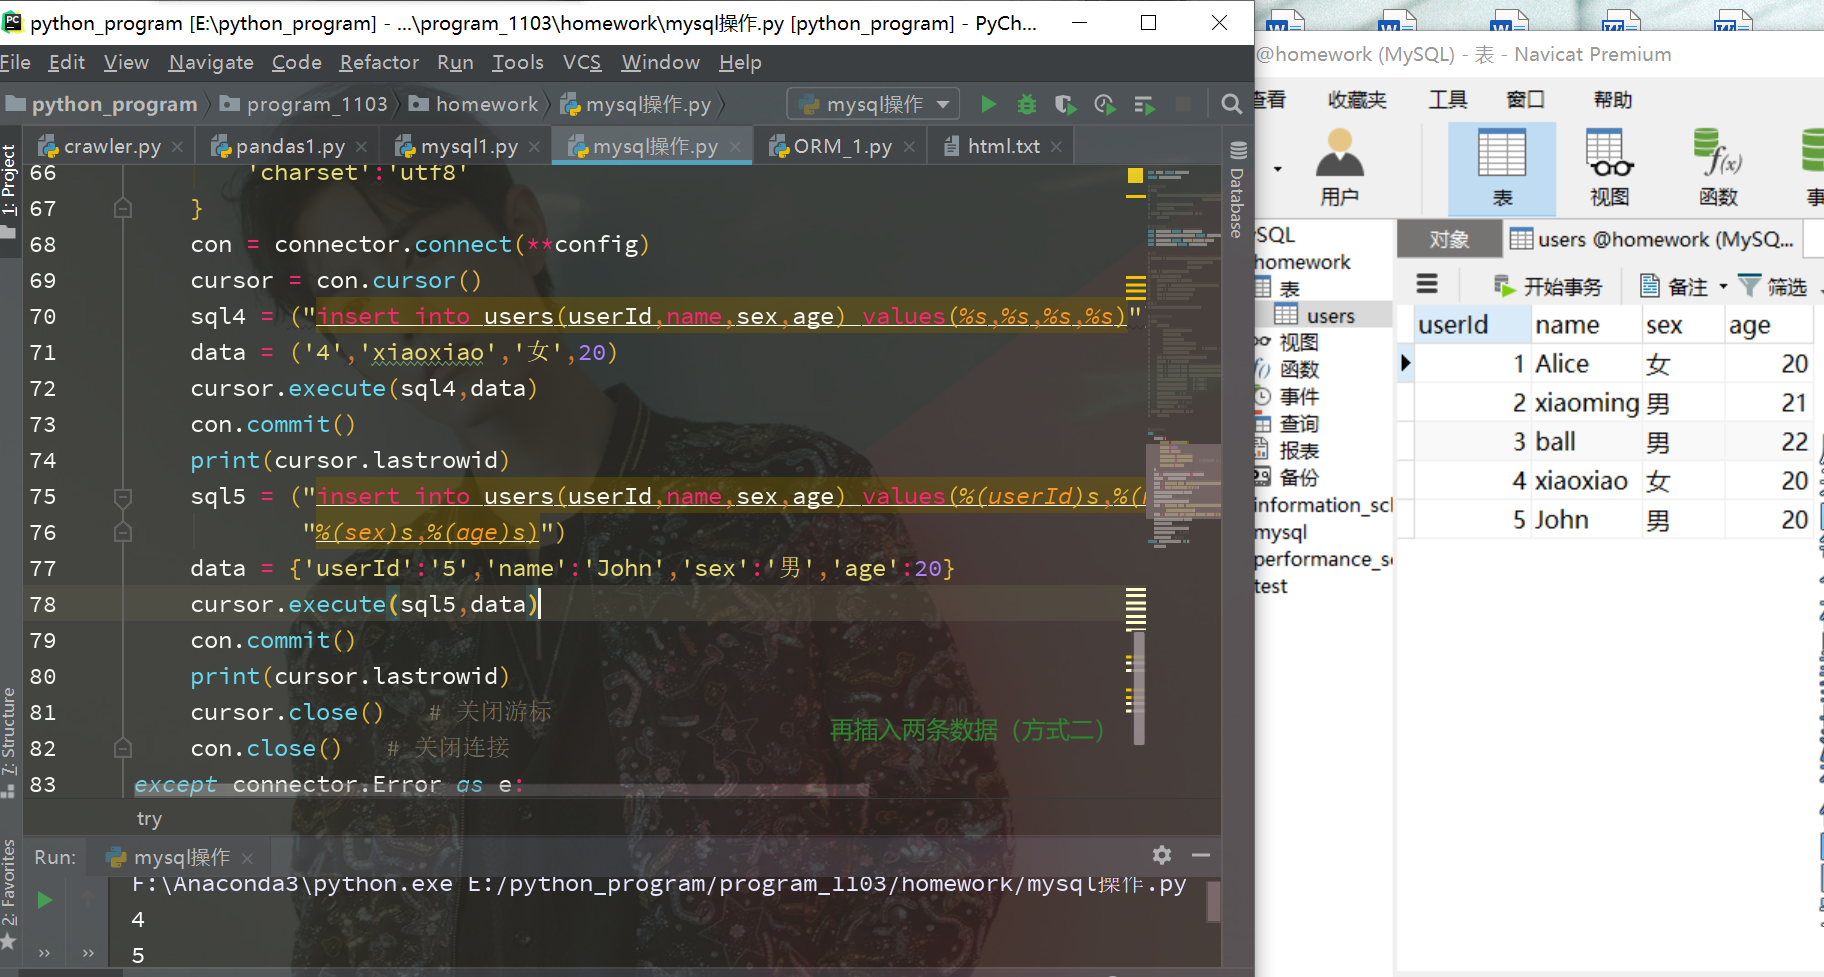 python_program [E:\python_program] - ...\program_1103\homework\mysql操作.py [python_program] - PyCh...
File Edit View Navigate Code Refactor Run Tools VCS Window Help
python_program program_1103 homework mysql操作.py mysql操作
crawler.py pandas1.py mysql1.py mysql操作.py ORM_1.py html.txt
1: Project
7: Structure
2: Favorites
Database
66 'charset':'utf8'
67 }
68 con = connector.connect(**config)
69 cursor = con.cursor()
70 sql4 = ("insert into users(userId,name,sex,age) values(%s,%s,%s,%s)"
71 data = ('4','xiaoxiao','女',20)
72 cursor.execute(sql4,data)
73 con.commit()
74 print(cursor.lastrowid)
75 sql5 = ("insert into users(userId,name,sex,age) values(%(userId)s,%(
76 "%(sex)s,%(age)s)")
77 data = {'userId':'5','name':'John','sex':'男','age':20}
78 cursor.execute(sql5,data)
79 con.commit()
80 print(cursor.lastrowid)
81 cursor.close() # 关闭游标
再插入两条数据（方式二）
82 con.close() # 关闭连接
83 except connector.Error as e:
try
Run: mysql操作
F:\Anaconda3\python.exe E:/python_program/program_1103/homework/mysql操作.py
4
5
@homework (MySQL) - 表 - Navicat Premium
查看 收藏夹 工具 窗口 帮助
用户 表 视图 函数 事
SQL
homework
表
users
视图
函数
事件
查询
报表
备份
information_scl
mysql
performance_s
test
对象 users @homework (MySQ...
开始事务 备注 筛选
userId name sex age
1 Alice 女 20
2 xiaoming 男 21
3 ball 男 22
4 xiaoxiao 女 20
5 John 男 20